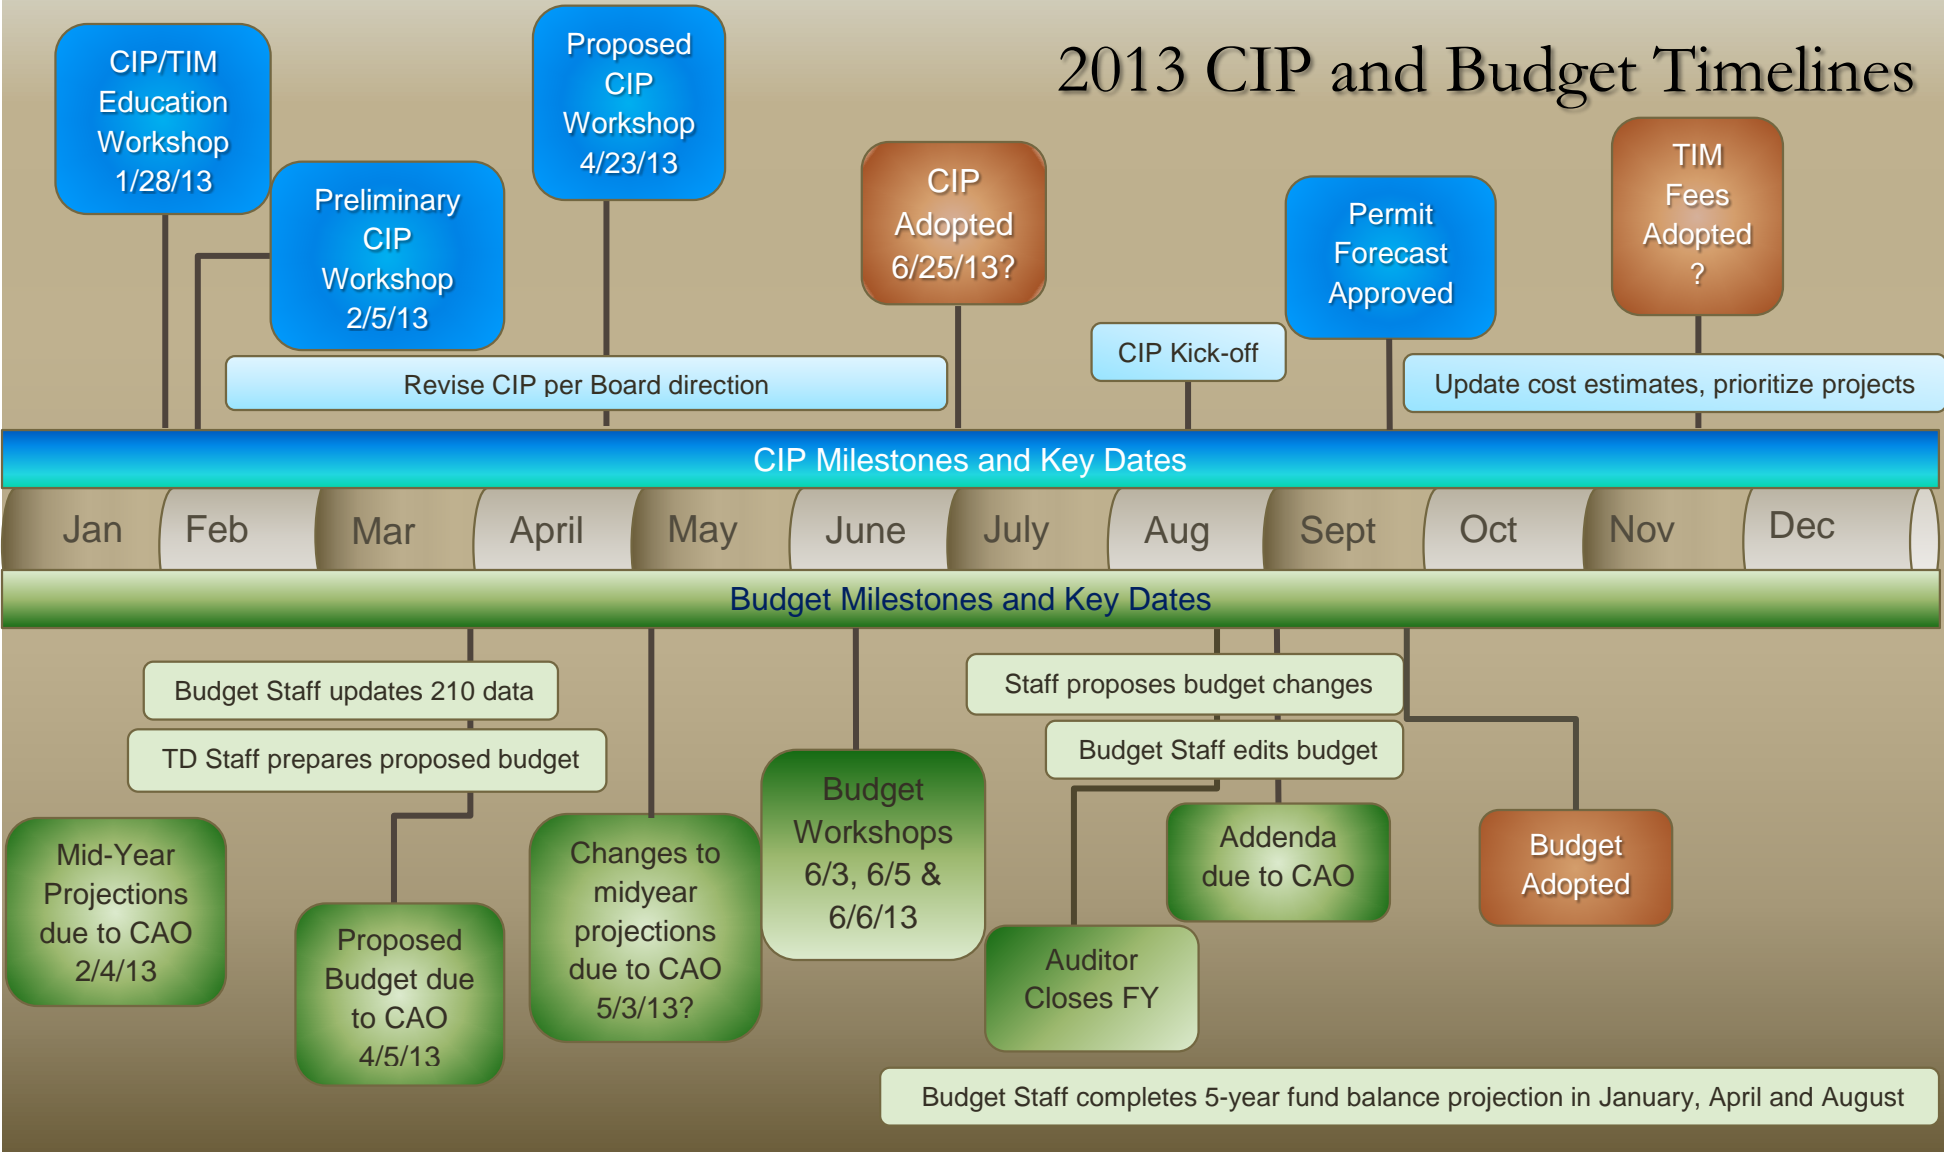 2013 CIP and Budget Timelines
CIP/TIM
Education
Workshop
1/28/13
Preliminary
CIP
Workshop
2/5/13
Proposed
CIP
Workshop
4/23/13
CIP
Adopted
6/25/13?
Permit
Forecast
Approved
TIM
Fees
Adopted
?
Revise CIP per Board direction
CIP Kick-off
Update cost estimates, prioritize projects
CIP Milestones and Key Dates
Jan Feb Mar April May June July Aug Sept Oct Nov Dec
Budget Milestones and Key Dates
Budget Staff updates 210 data
TD Staff prepares proposed budget
Staff proposes budget changes
Budget Staff edits budget
Mid-Year
Projections
due to CAO
2/4/13
Proposed
Budget due
to CAO
4/5/13
Changes to
midyear
projections
due to CAO
5/3/13?
Budget
Workshops
6/3, 6/5 &
6/6/13
Auditor
Closes FY
Addenda
due to CAO
Budget
Adopted
Budget Staff completes 5-year fund balance projection in January, April and August